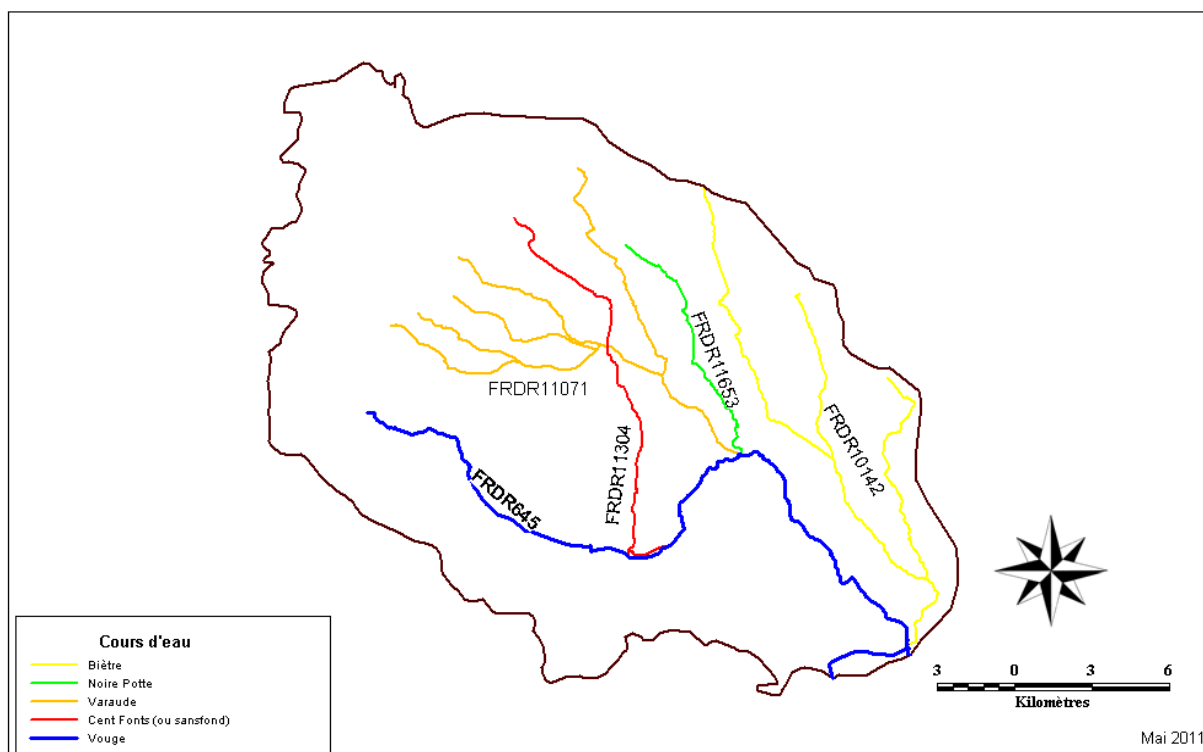 FRDR11653
FRDR11071
FRDR10142
FRDR11304
FRDR645
Cours d'eau
Biètre
Noire Potte
Varaude
Cent Fonts (ou sansfond)
Vouge
3 0 3 6
Kilomètres
Mai 2011